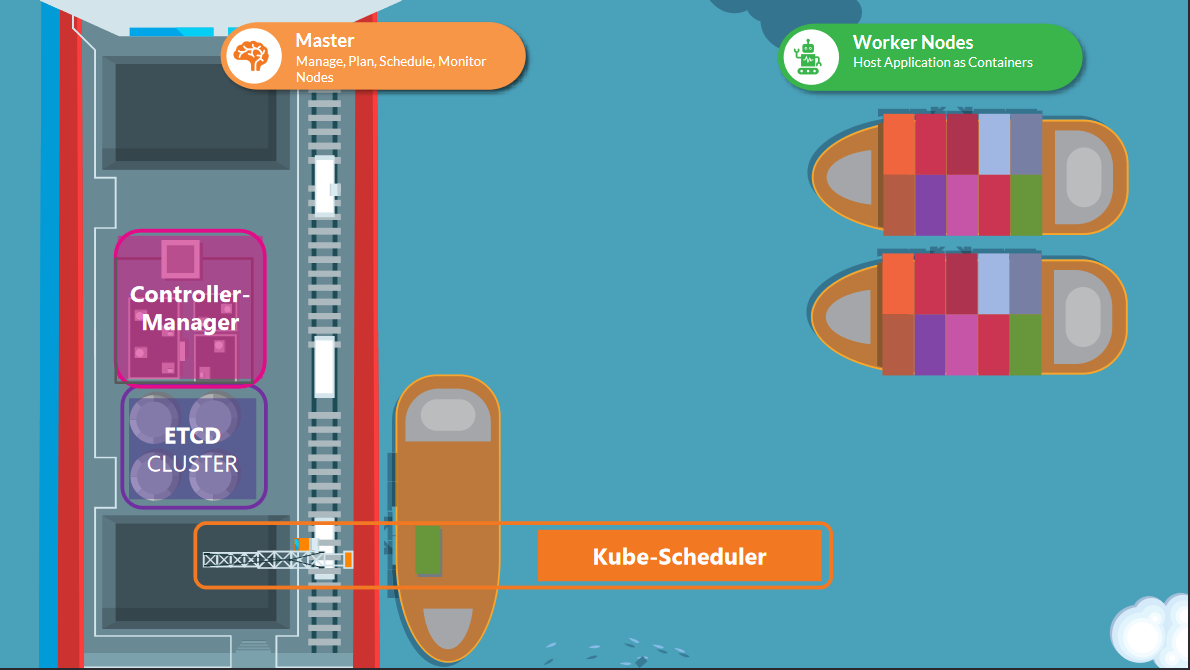 Master
Manage, Plan, Schedule, Monitor
Nodes
Worker Nodes
Host Application as Containers
Controller-
Manager
ETCD
CLUSTER
Kube-Scheduler